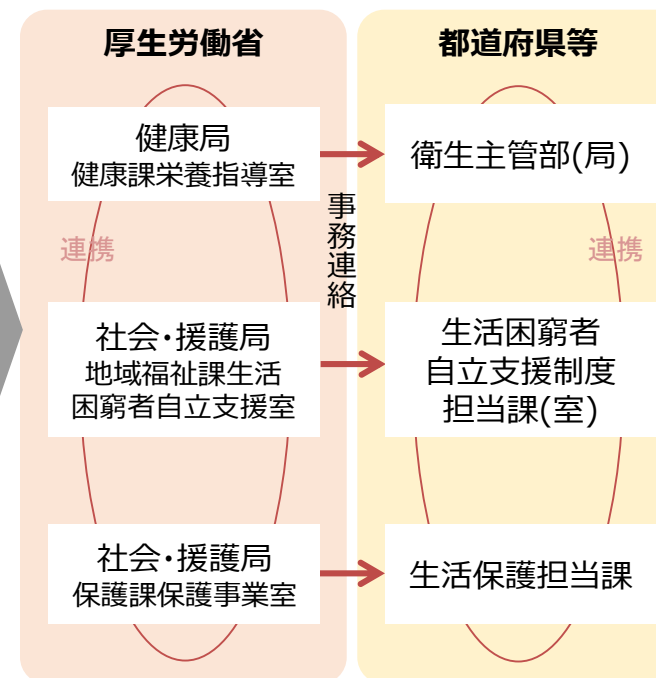 厚生労働省
健康局
健康課栄養指導室
連携
社会・援護局
地域福祉課生活
困窮者自立支援室
社会・援護局
保護課保護事業室
事務連絡
都道府県等
衛生主管部(局)
連携
生活困窮者
自立支援制度
担当課(室)
生活保護担当課